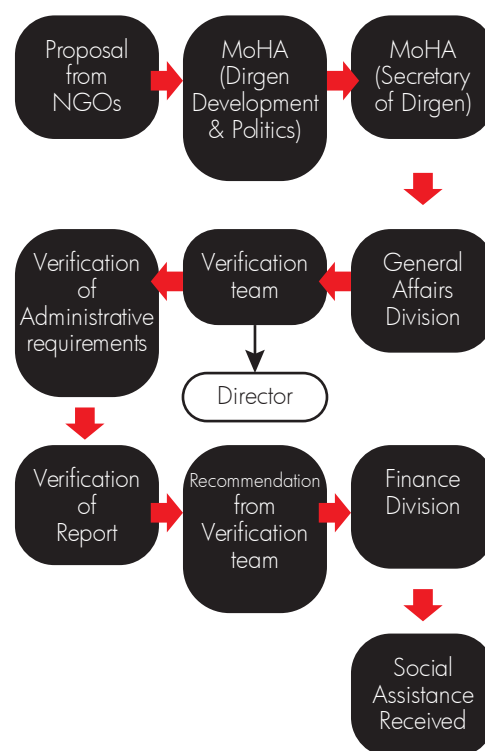 Proposal
from
NGOs
MoHA
(Dirgen
Development
& Politics)
MoHA
(Secretary
of Dirgen)
General
Affairs
Division
Verification
team
Director
Verification
of
Administrative
requirements
Verification
of
Report
Recommendation
from
Verification
team
Finance
Division
Social
Assistance
Received